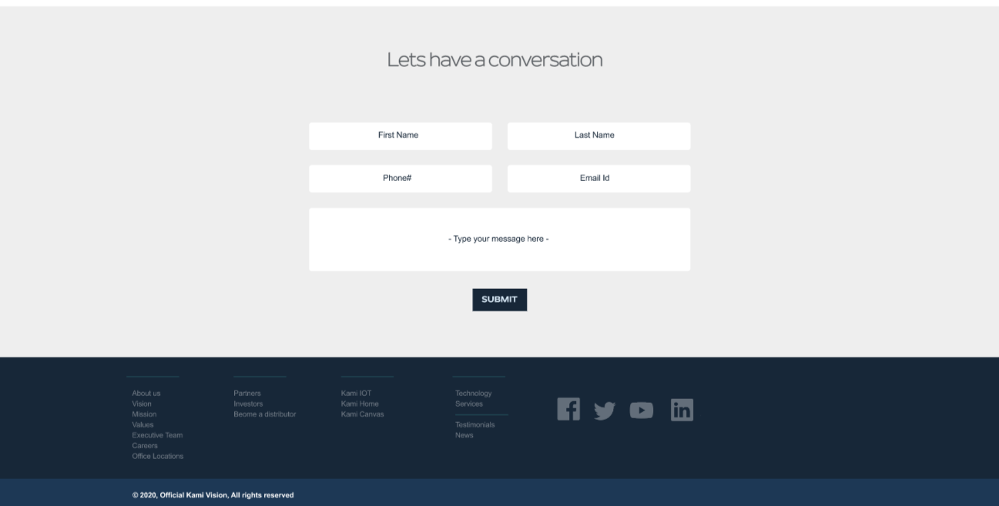 Lets have a conversation
First Name
Last Name
Phone#
Email Id
- Type your message here -
SUBMIT
About us
Vision
Mission
Values
Executive Team
Careers
Office Locations
Partners
Investors
Beome a distributor
Kami IOT
Kami Home
Kami Canvas
Technology
Services
Testimonials
News
© 2020, Official Kami Vision, All rights reserved